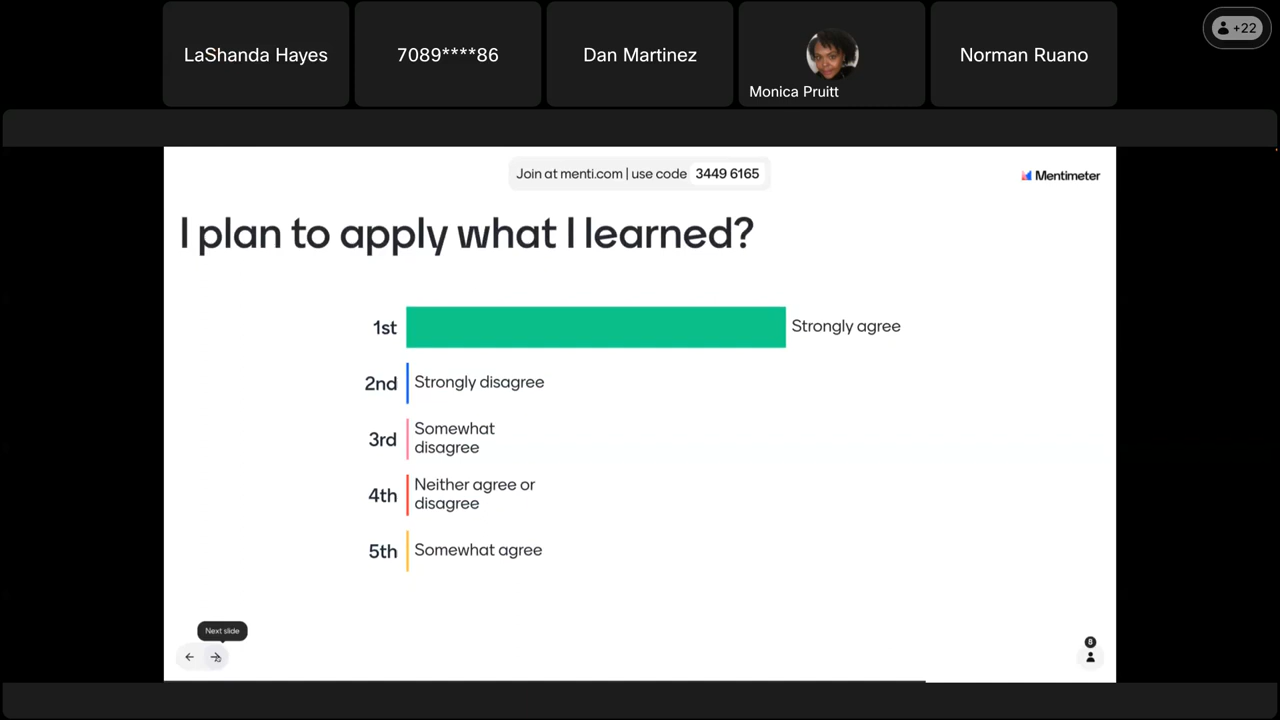 LaShanda Hayes
7089****86
Dan Martinez
Monica Pruitt
Norman Ruano
+22
Join at menti.com | use code 3449 6165
Mentimeter
I plan to apply what I learned?
1st
Strongly agree
2nd
Strongly disagree
3rd
Somewhat
disagree
4th
Neither agree or
disagree
5th
Somewhat agree
Next slide
8